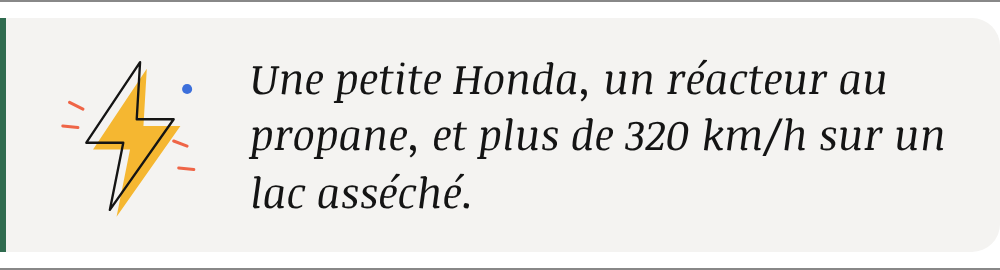 Une petite Honda, un réacteur au
propane, et plus de 320 km/h sur un
lac asséché.